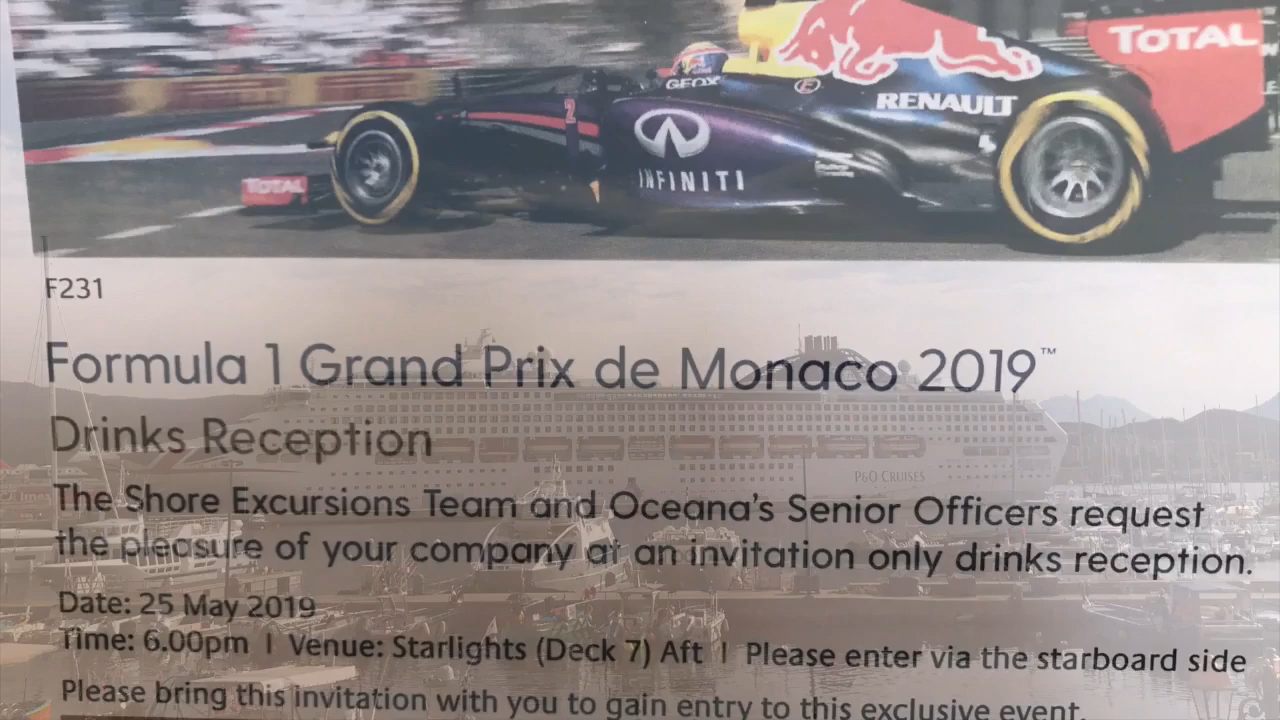 TOTAL
GEOX
RENAULT
2
INFINITI
TOTAL
F231
Formula 1 Grand Prix de Monaco 2019™
Drinks Reception
P&O CRUISES
The Shore Excursions Team and Oceana's Senior Officers request
the pleasure of your company at an invitation only drinks reception.
Date: 25 May 2019
Time: 6.00pm | Venue: Starlights (Deck 7) Aft | Please enter via the starboard side
Please bring this invitation with you to gain entry to this exclusive event.